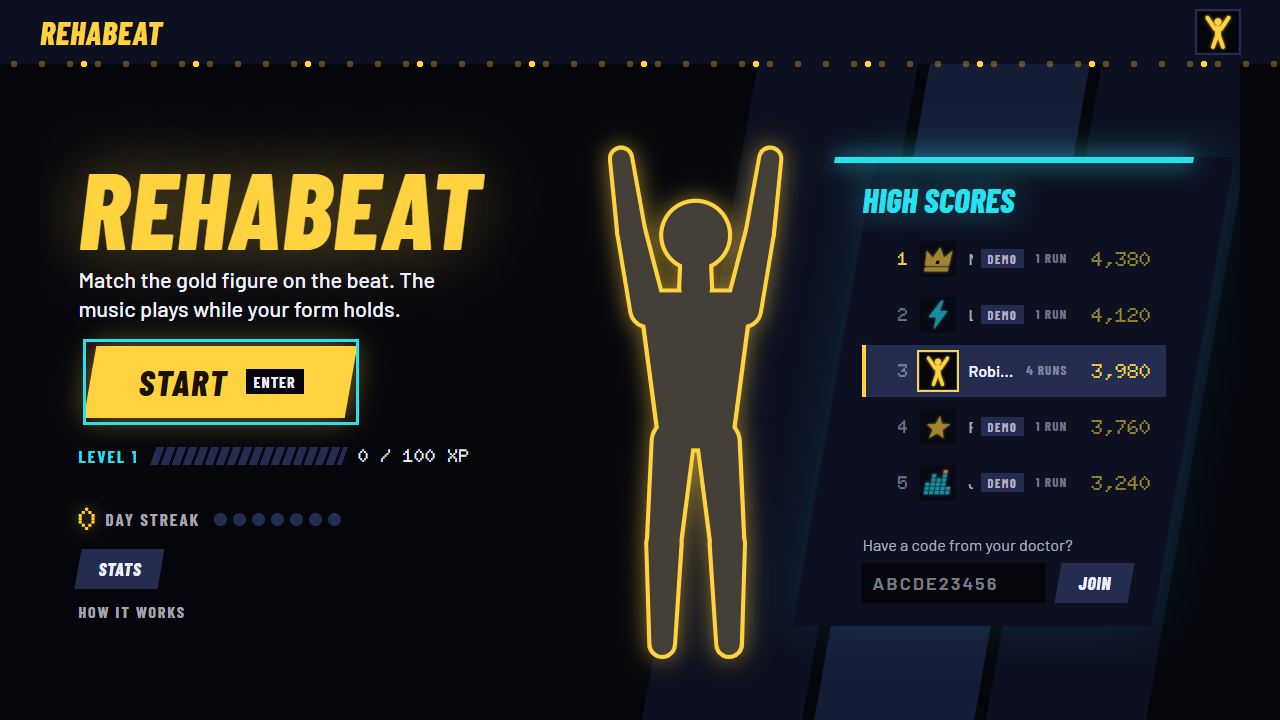 REHABEAT
REHABEAT
Match the gold figure on the beat. The
music plays while your form holds.
START ENTER
LEVEL 1 0 / 100 XP
0 DAY STREAK
STATS
HOW IT WORKS
HIGH SCORES
1 DEMO 1 RUN 4,380
2 DEMO 1 RUN 4,120
3 Robi... 4 RUNS 3,980
4 DEMO 1 RUN 3,760
5 DEMO 1 RUN 3,240
Have a code from your doctor?
ABCDE23456 JOIN